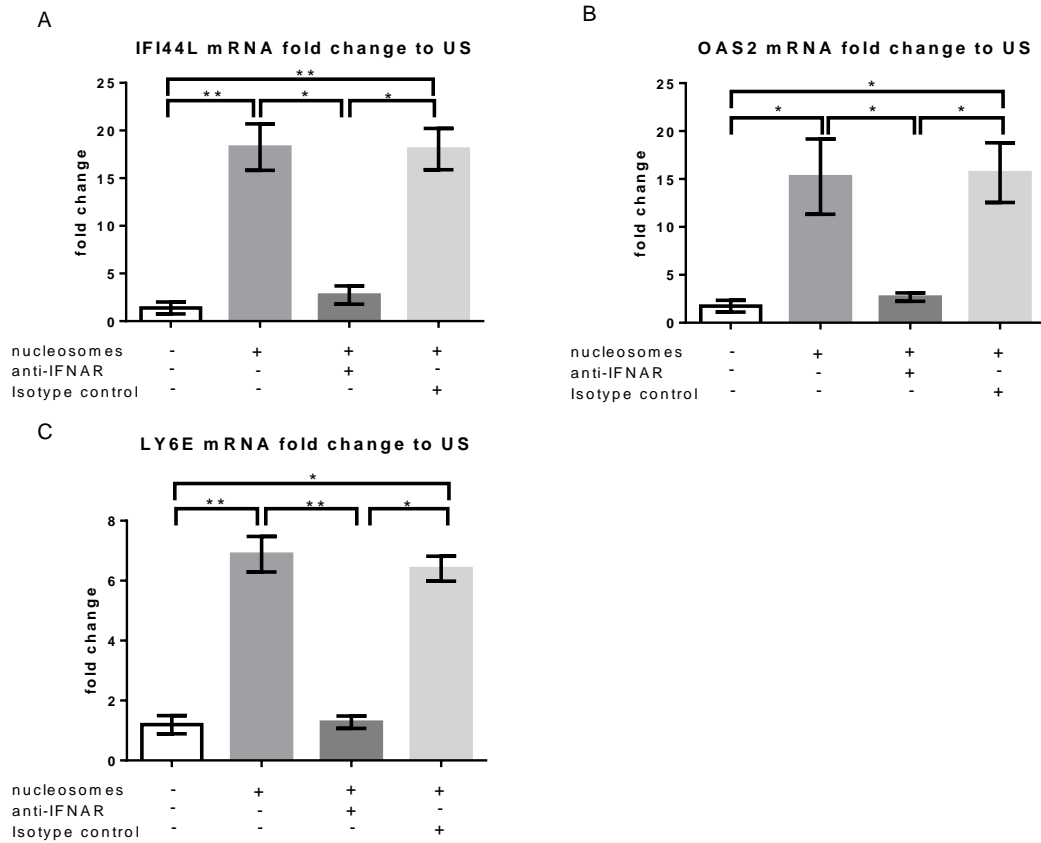 A
IFI44L mRNA fold change to US
**
** * *
25
20
15
10
5
0
fold change
nucleosomes - + + +
anti-IFNAR - - + -
Isotype control - - - +
B
OAS2 mRNA fold change to US
*
* * *
25
20
15
10
5
0
fold change
nucleosomes - + + +
anti-IFNAR - - + -
Isotype control - - - +
C
LY6E mRNA fold change to US
*
** ** *
8
6
4
2
0
fold change
nucleosomes - + + +
anti-IFNAR - - + -
Isotype control - - - +